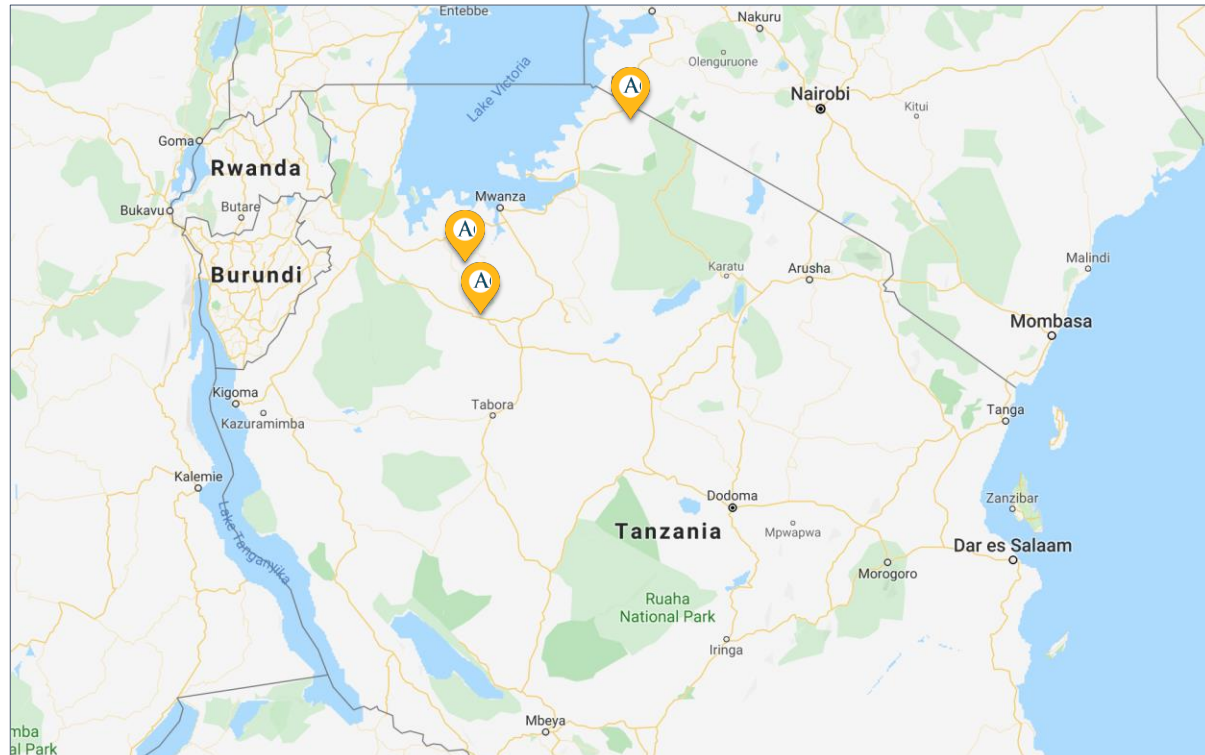 Entebbe
Nakuru
Olenguruone
Lake Victoria
A
Nairobi
Kitui
Goma
Rwanda
Mwanza
Bukavu
Butare
A
Malindi
Burundi
A
Karatu
Arusha
Mombasa
Kigoma
Kazuramimba
Tabora
Tanga
Kalemie
Dodoma
Zanzibar
Tanzania
Mpwapwa
Lake Tanganyika
Dar es Salaam
Morogoro
Ruaha
National Park
Iringa
Mbeya
mba
al Park